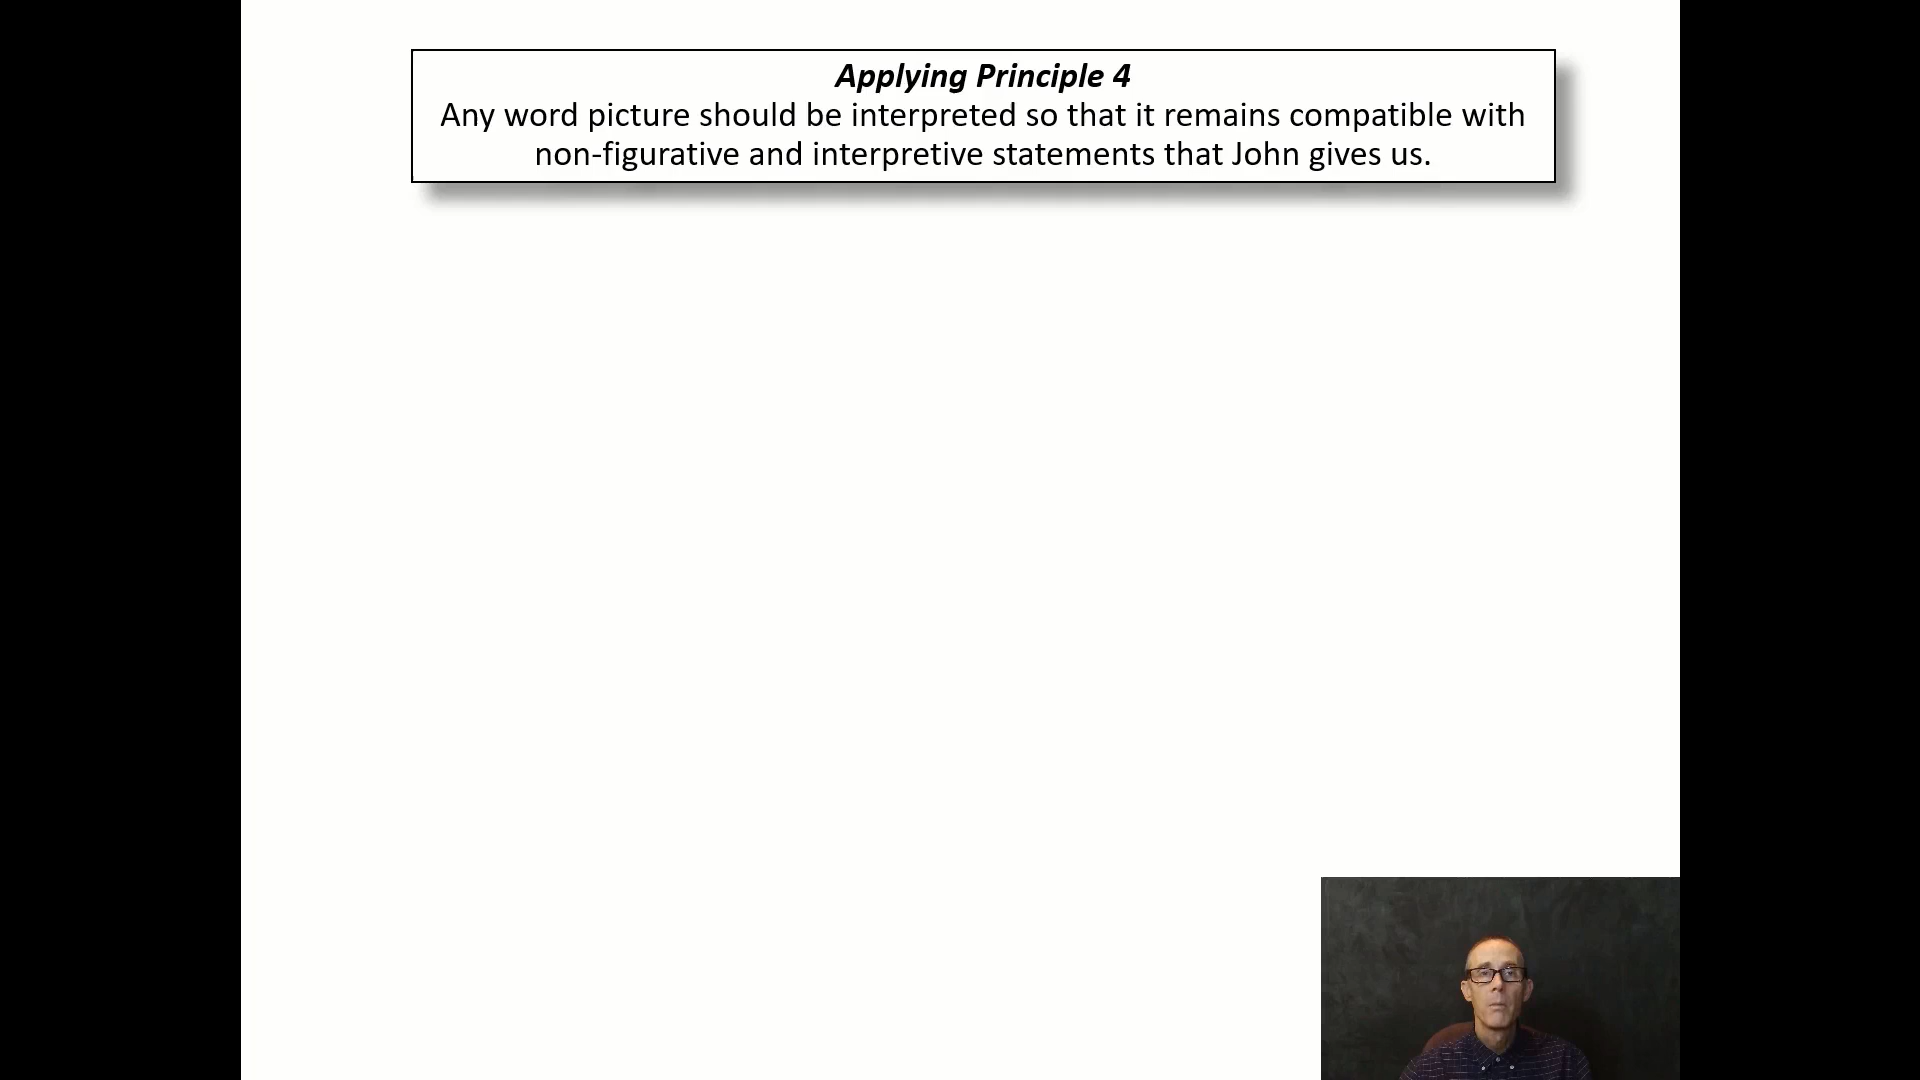 Applying Principle 4
Any word picture should be interpreted so that it remains compatible with
non-figurative and interpretive statements that John gives us.